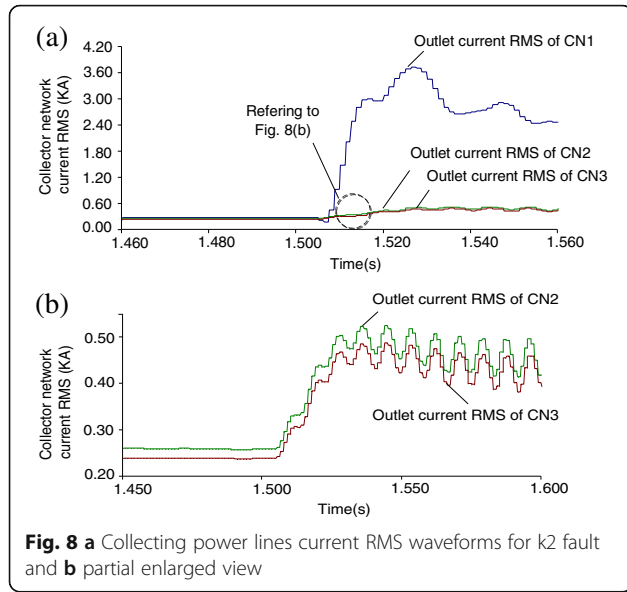 (a)
Collector network
current RMS (KA)
4.20
3.60
3.00
2.40
1.80
1.20
0.60
0.00
Outlet current RMS of CN1
Refering to
Fig. 8(b)
Outlet current RMS of CN2
Outlet current RMS of CN3
1.460
1.480
1.500
1.520
1.540
1.560
Time(s)
(b)
Collector network
current RMS (KA)
0.50
0.40
0.30
0.20
Outlet current RMS of CN2
Outlet current RMS of CN3
1.450
1.500
1.550
1.600
Time(s)
Fig. 8 a Collecting power lines current RMS waveforms for k2 fault
and b partial enlarged view